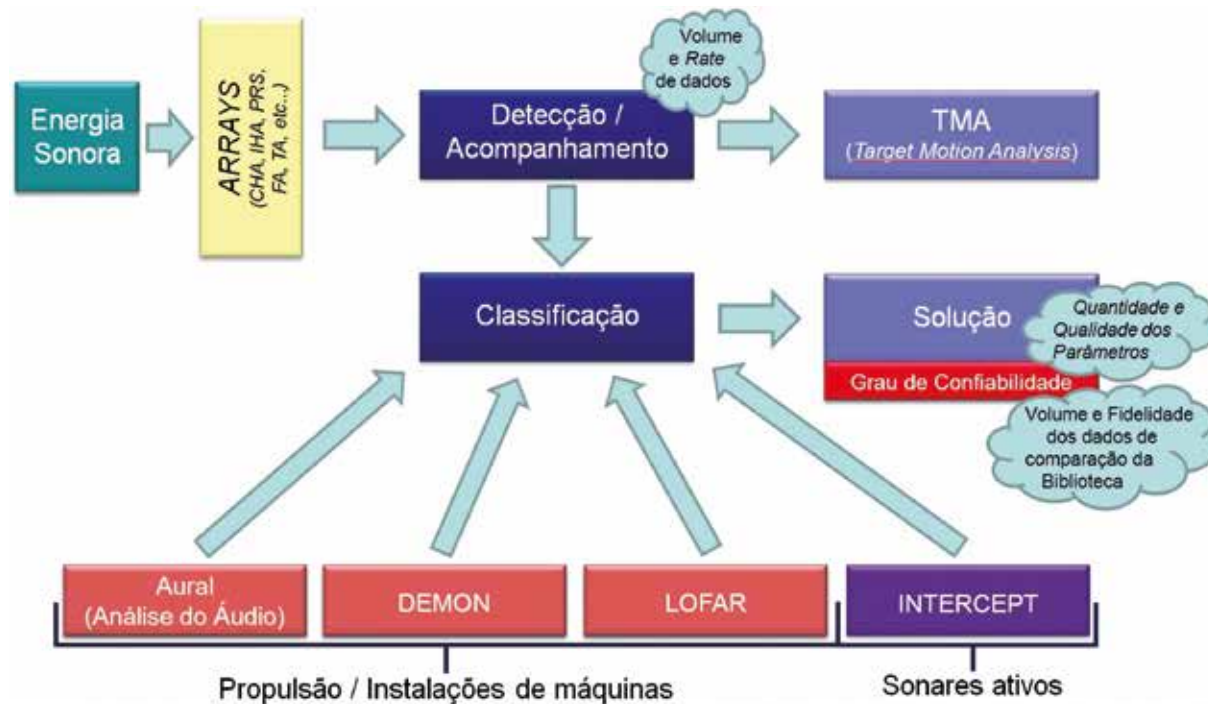 Energia
Sonora
ARRAYS
(CHA, IHA, PRS,
FA, TA, etc...)
Detecção /
Acompanhamento
Volume
e Rate
de dados
TMA
(Target Motion Analysis)
Classificação
Solução
Quantidade e
Qualidade dos
Parâmetros
Grau de Confiabilidade
Volume e Fidelidade
dos dados de
comparação da
Biblioteca
Aural
(Análise do Áudio)
DEMON
LOFAR
INTERCEPT
Propulsão / Instalações de máquinas
Sonares ativos